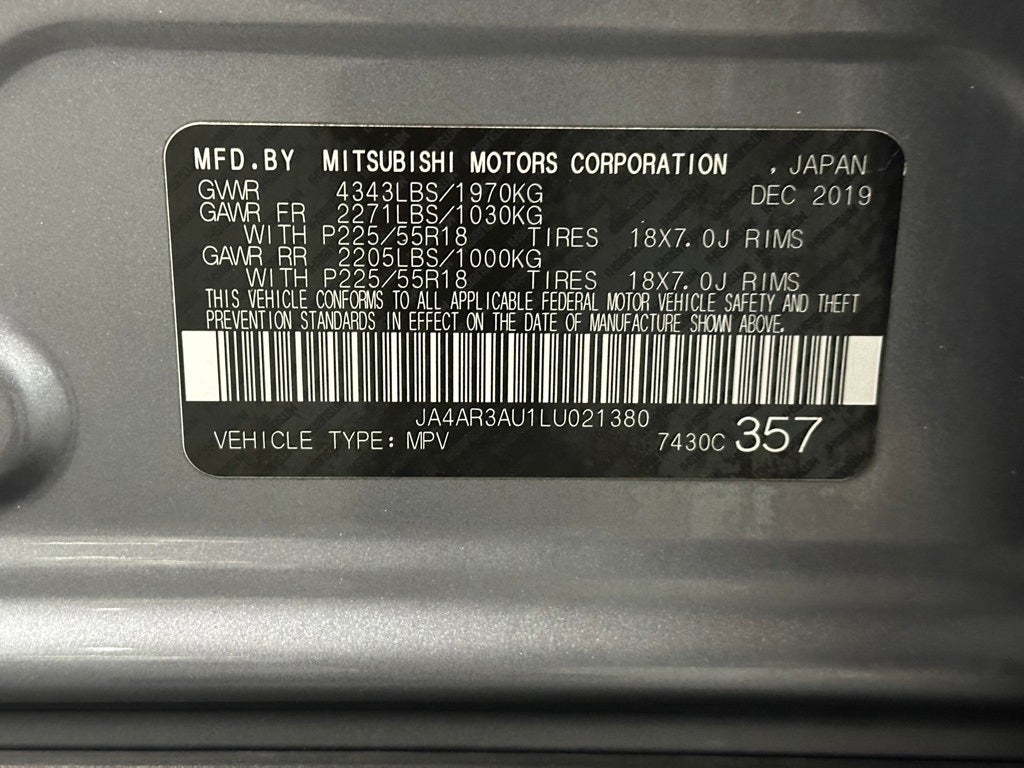 MFD.BY MITSUBISHI MOTORS CORPORATION , JAPAN
GVWR 4343LBS/1970KG DEC 2019
GAWR FR 2271LBS/1030KG
WITH P225/55R18 TIRES 18X7.0J RIMS
GAWR RR 2205LBS/1000KG
WITH P225/55R18 TIRES 18X7.0J RIMS
THIS VEHICLE CONFORMS TO ALL APPLICABLE FEDERAL MOTOR VEHICLE SAFETY AND THEFT
PREVENTION STANDARDS IN EFFECT ON THE DATE OF MANUFACTURE SHOWN ABOVE.
JA4AR3AU1LU021380
VEHICLE TYPE:MPV 7430C 357